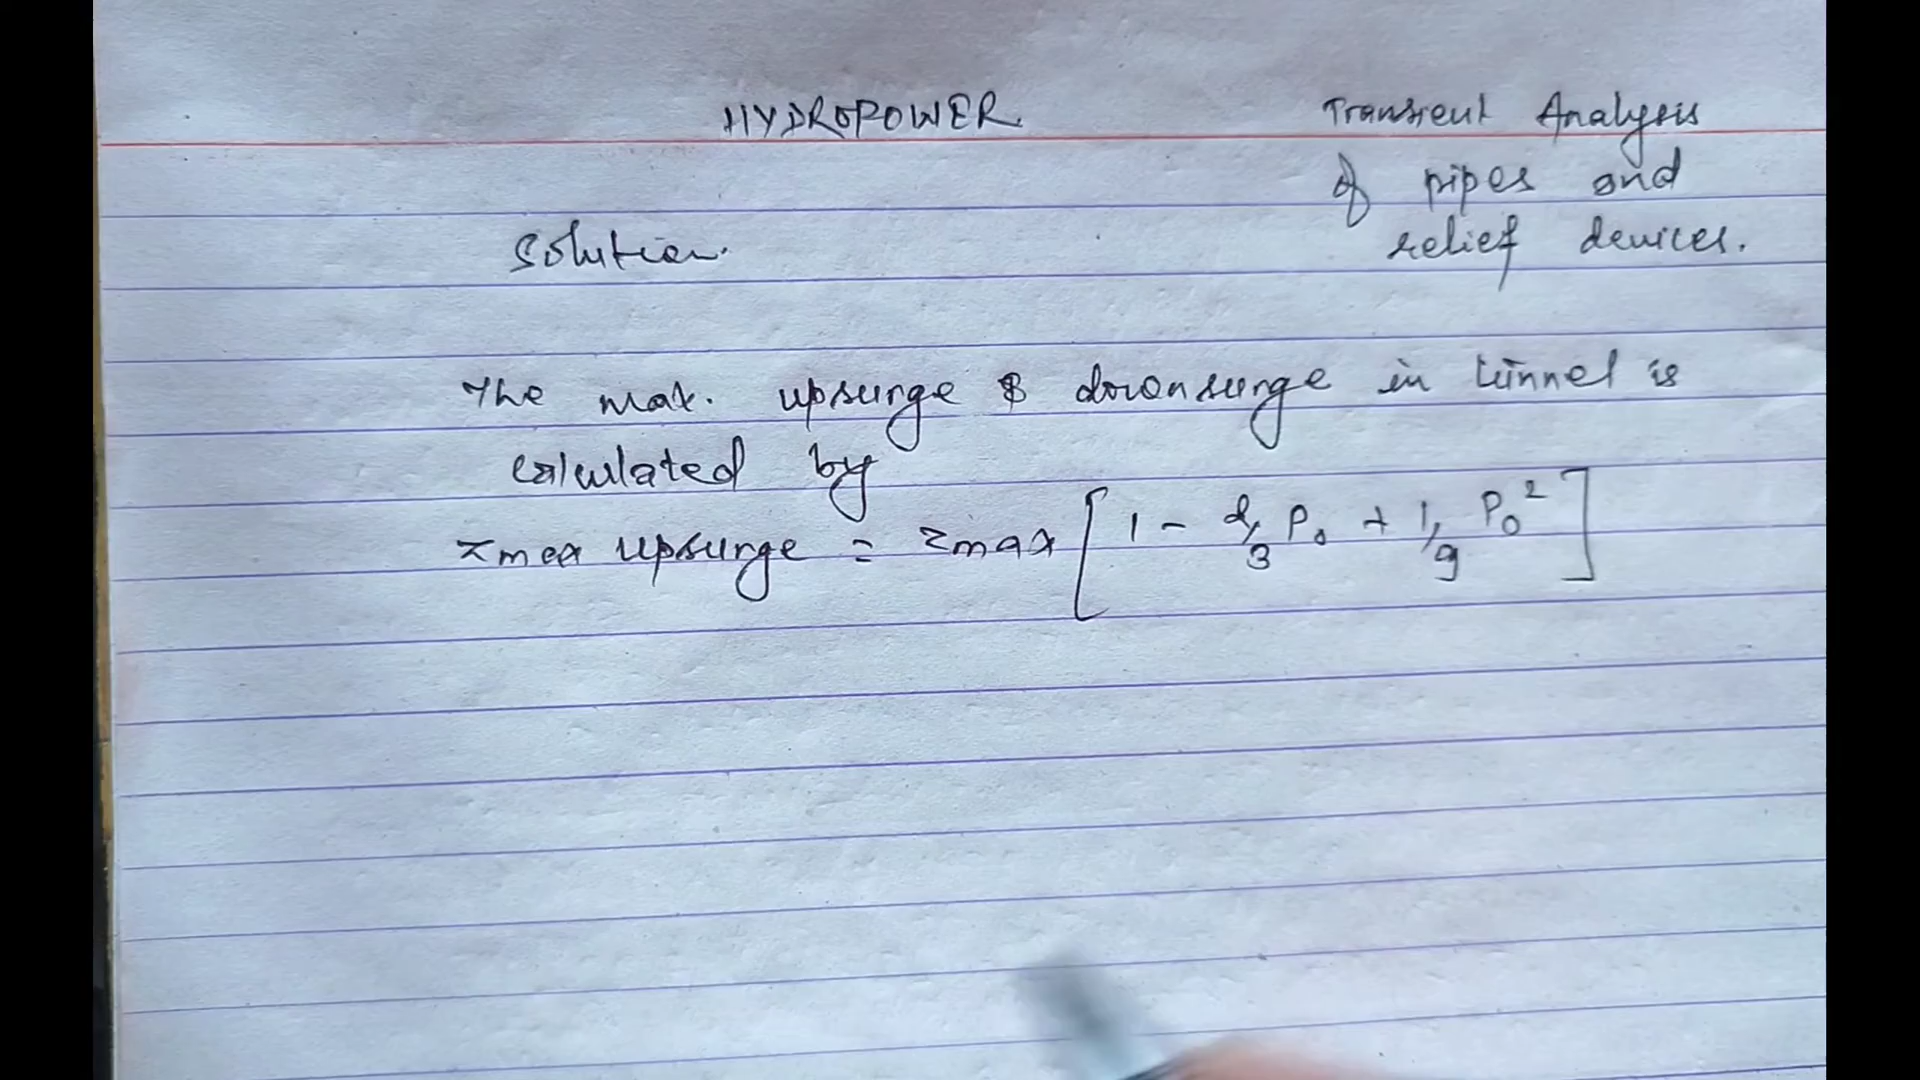 HYDROPOWER
Transient Analysis
of pipes and
relief devices.
Solution.
The max. upsurge & downsurge in tunnel is
calculated by
zmax upsurge = zmax [1 - 2/3 P₀ + 1/9 P₀²]